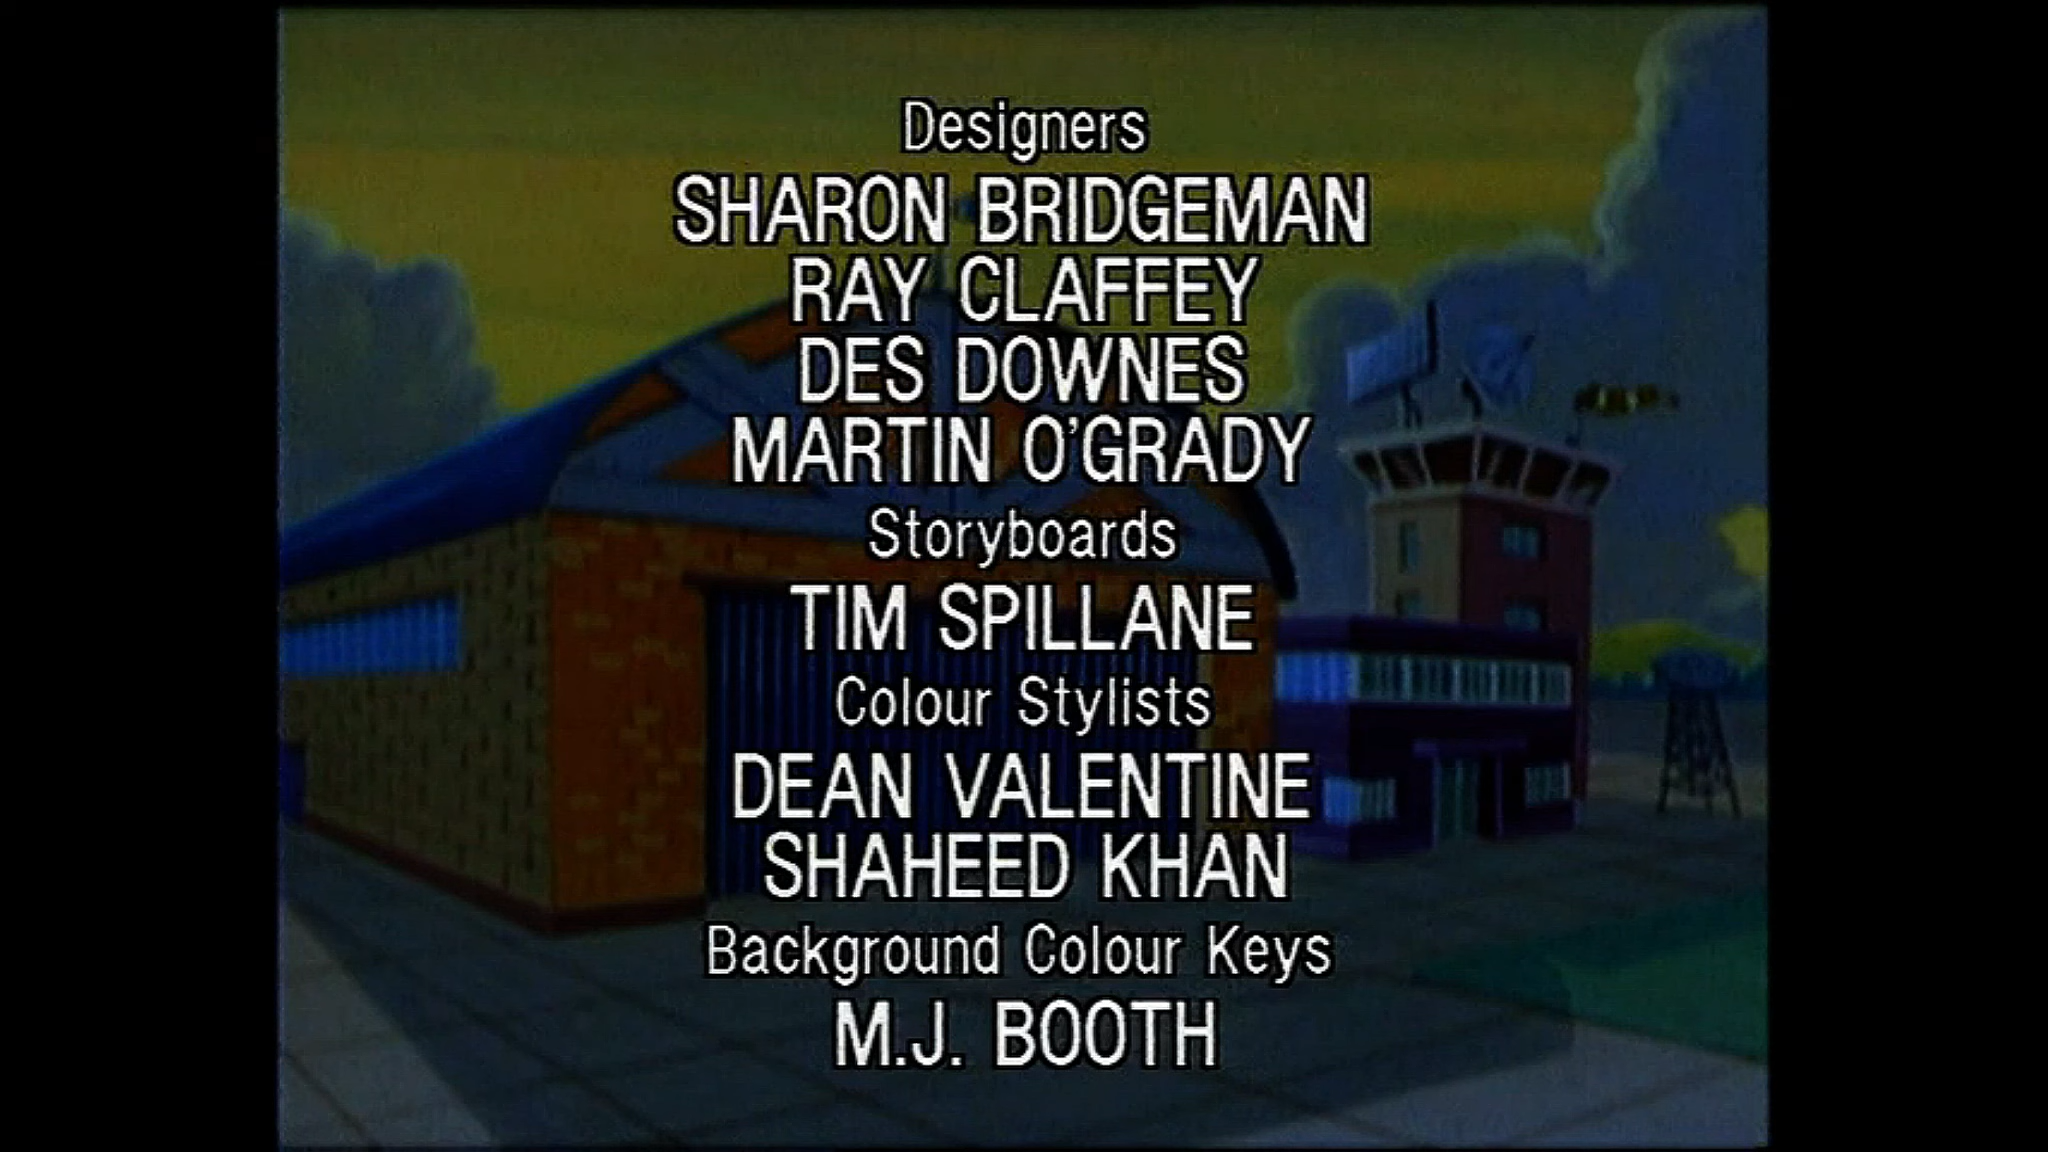 Designers
SHARON BRIDGEMAN
RAY CLAFFEY
DES DOWNES
MARTIN O'GRADY
Storyboards
TIM SPILLANE
Colour Stylists
DEAN VALENTINE
SHAHEED KHAN
Background Colour Keys
M.J. BOOTH